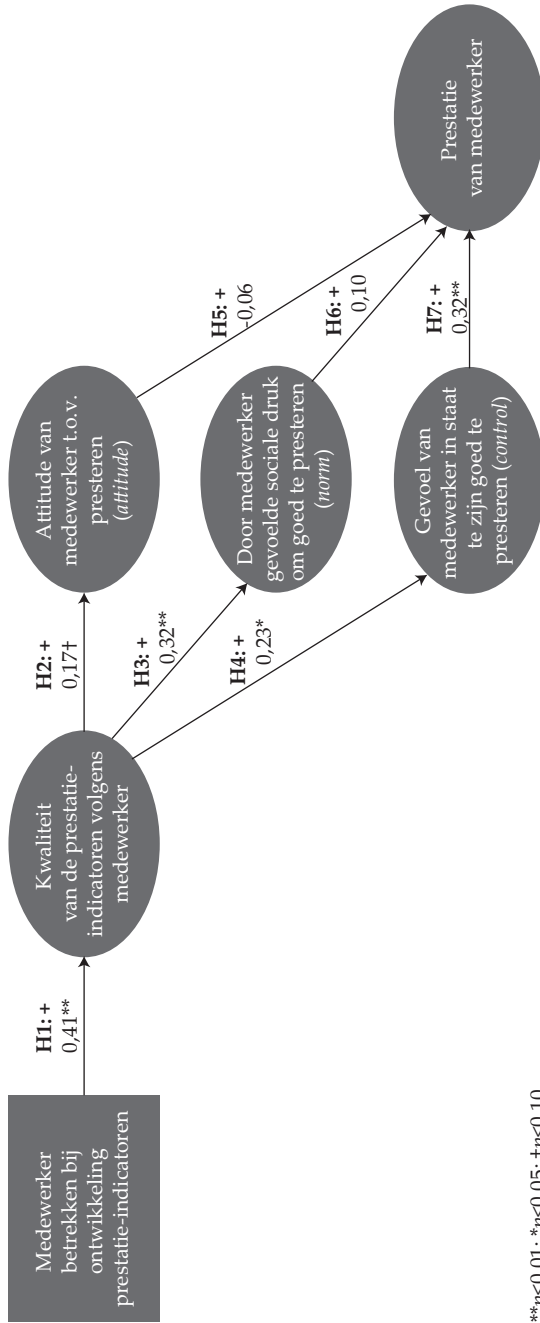 Medewerker
betrekken bij
ontwikkeling
prestatie-indicatoren
H1: +
0,41**
Kwaliteit
van de prestatie-
indicatoren volgens
medewerker
H2: +
0,17†
H3: +
0,32**
H4: +
0,23*
Attitude van
medewerker t.o.v.
presteren
(attitude)
Door medewerker
gevoelde sociale druk
om goed te presteren
(norm)
Gevoel van
medewerker in staat
te zijn goed te
presteren (control)
H5: +
-0,06
H6: +
0,10
H7: +
0,32**
Prestatie
van medewerker
**p<0,01; *p<0,05; †p<0,10